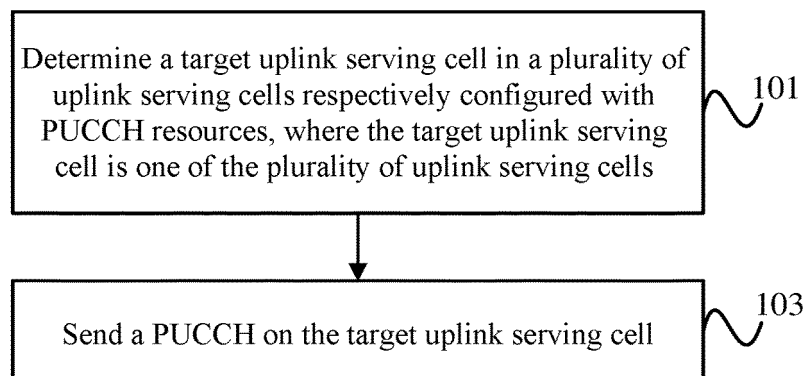 Determine a target uplink serving cell in a plurality of
uplink serving cells respectively configured with
PUCCH resources, where the target uplink serving
cell is one of the plurality of uplink serving cells
101
Send a PUCCH on the target uplink serving cell
103